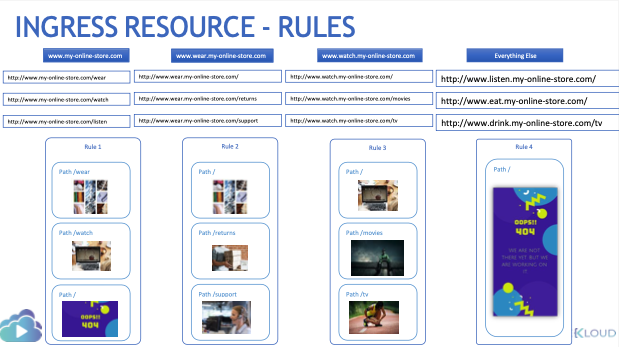 INGRESS RESOURCE - RULES
www.my-online-store.com
www.wear.my-online-store.com
www.watch.my-online-store.com
Everything Else
http://www.my-online-store.com/wear
http://www.wear.my-online-store.com/
http://www.watch.my-online-store.com/
http://www.listen.my-online-store.com/
http://www.my-online-store.com/watch
http://www.wear.my-online-store.com/returns
http://www.watch.my-online-store.com/movies
http://www.eat.my-online-store.com/
http://www.my-online-store.com/listen
http://www.wear.my-online-store.com/support
http://www.watch.my-online-store.com/tv
http://www.drink.my-online-store.com/tv
Rule 1
Path /wear
Path /watch
Path /
OOPS!!
404
Rule 2
Path /
Path /returns
Path /support
Rule 3
Path /
Path /movies
Path /tv
Rule 4
Path /
OOPS!!
404
WE ARE NOT
THERE YET BUT WE
ARE WORKING ON
IT
KLOUD